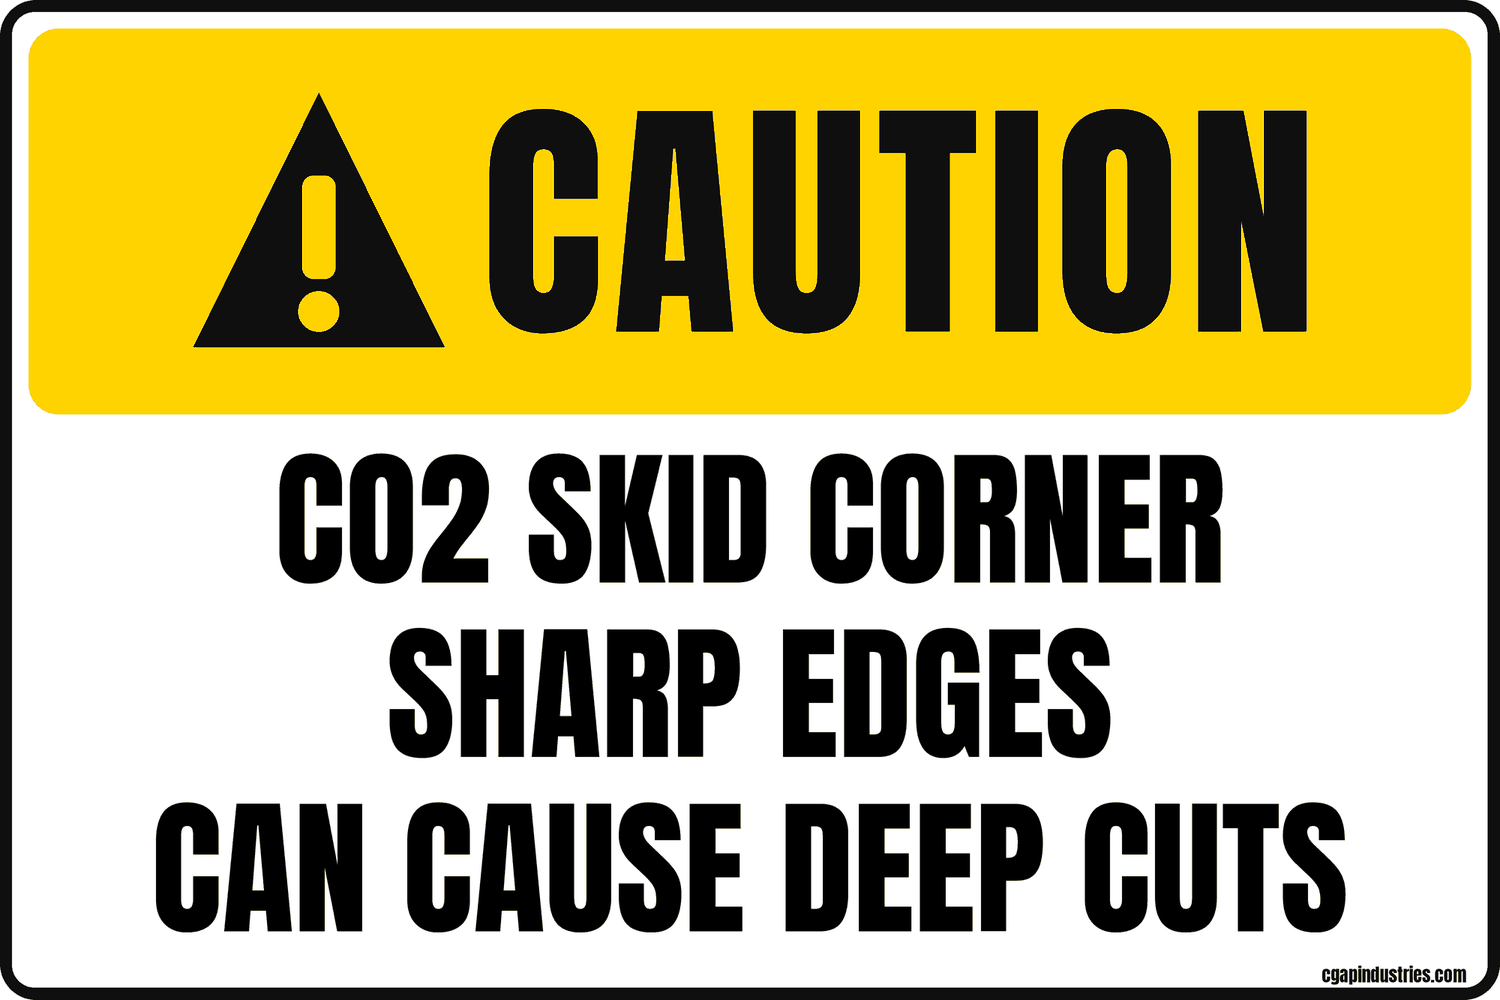 CAUTION
CO2 SKID CORNER
SHARP EDGES
CAN CAUSE DEEP CUTS
cgapindustries.com